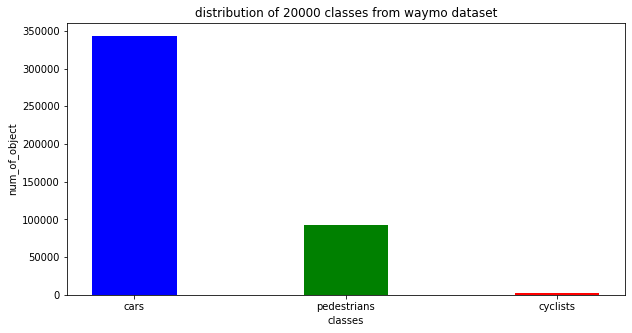 distribution of 20000 classes from waymo dataset
350000
300000
250000
200000
150000
100000
50000
0
num_of_object
cars
pedestrians
cyclists
classes